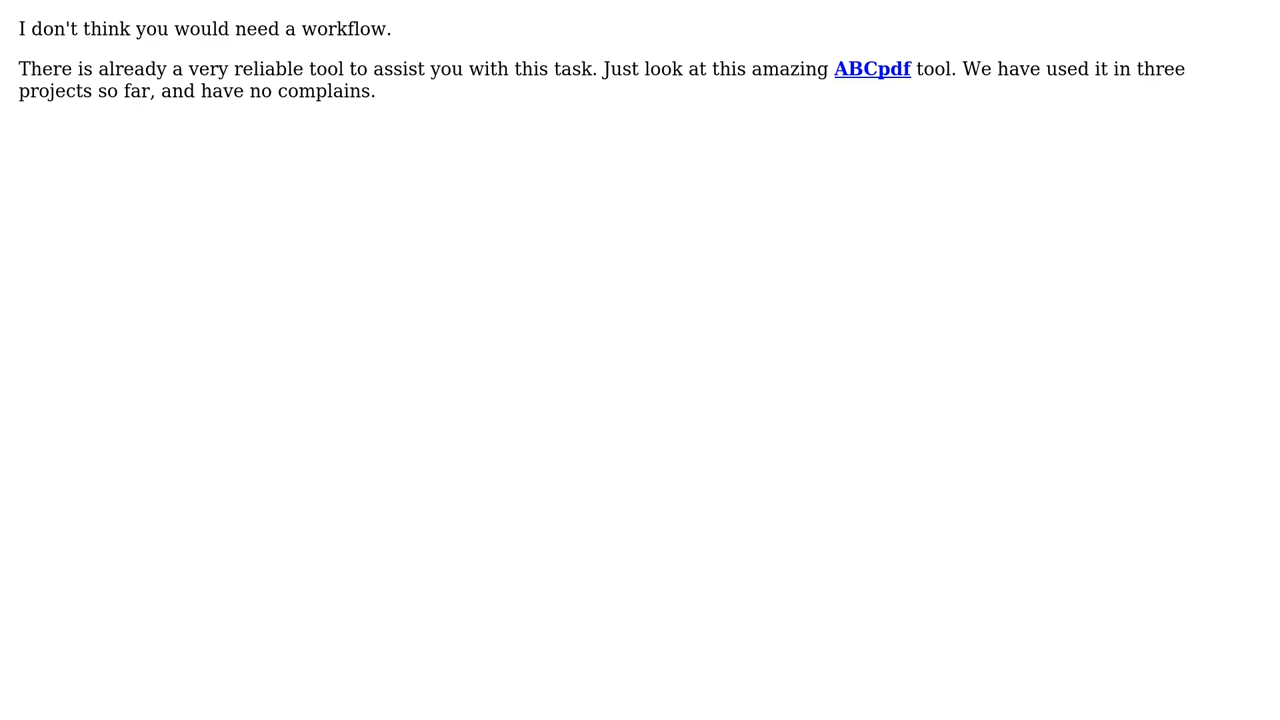 I don't think you would need a workflow.
There is already a very reliable tool to assist you with this task. Just look at this amazing ABCpdf tool. We have used it in three
projects so far, and have no complains.